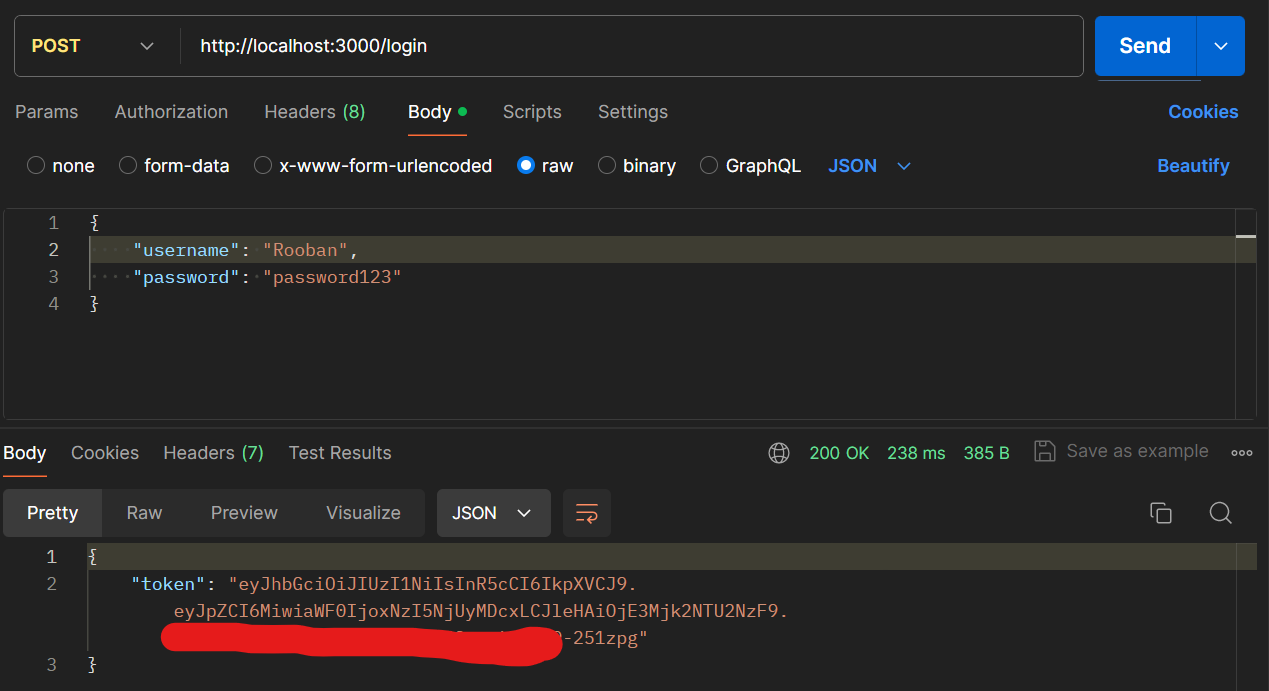 POST http://localhost:3000/login Send
Params Authorization Headers (8) Body Scripts Settings Cookies
none form-data x-www-form-urlencoded raw binary GraphQL JSON Beautify
1 {
2 "username": "Rooban",
3 "password": "password123"
4 }
Body Cookies Headers (7) Test Results 200 OK 238 ms 385 B Save as example
Pretty Raw Preview Visualize JSON
1 {
2 "token": "eyJhbGciOiJIUzI1NiIsInR5cCI6IkpXVCJ9.
eyJpZCI6MiwiaWF0IjoxNzI5NjUyMDcxLCJleHAiOjE3Mjk2NTU2NzF9.
-251zpg"
3 }